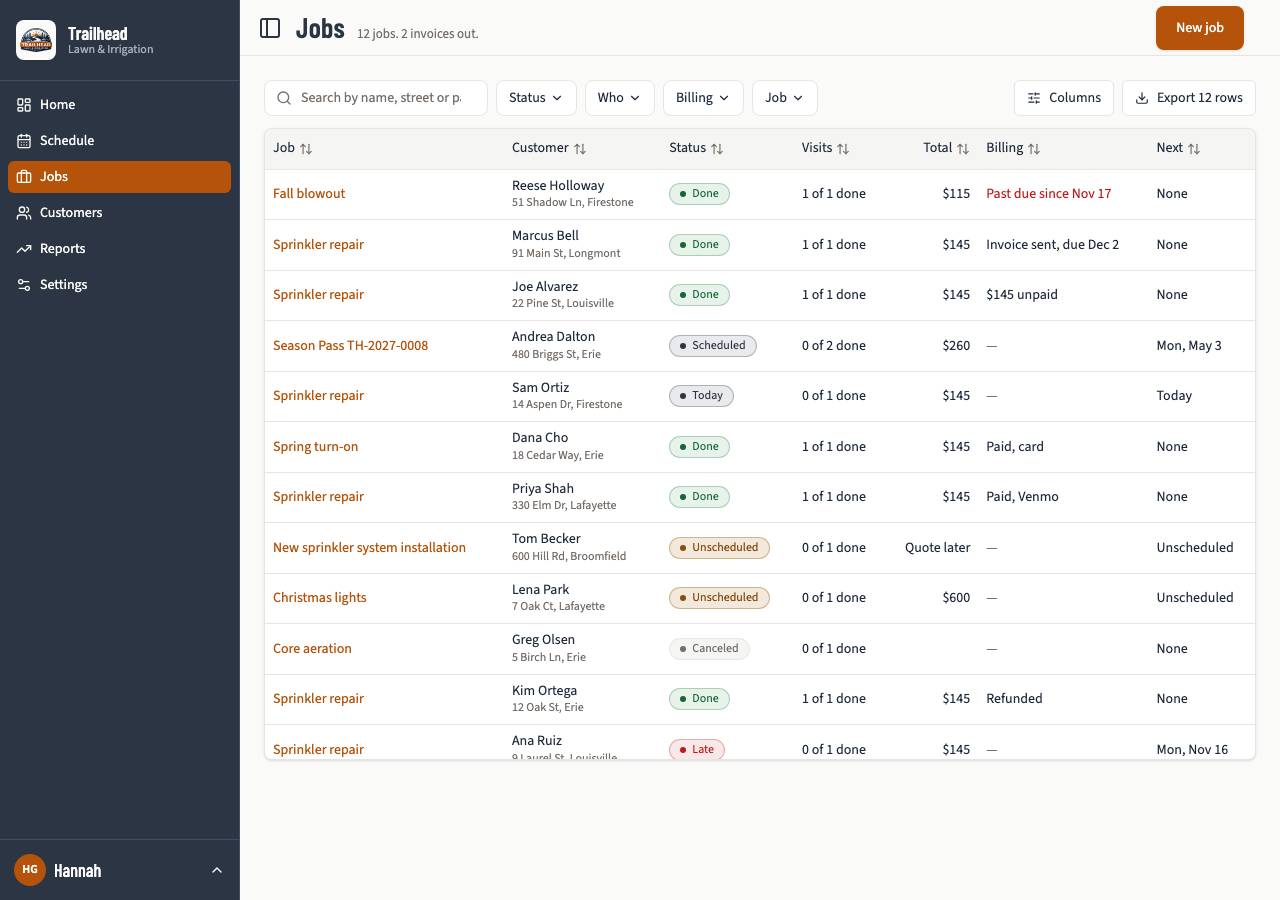 Trailhead
Lawn & Irrigation
Home
Schedule
Jobs
Customers
Reports
Settings
HG Hannah
Jobs 12 jobs. 2 invoices out.
New job
Search by name, street or p
Status Who Billing Job Columns Export 12 rows
Job Customer Status Visits Total Billing Next
Fall blowout Reese Holloway Done 1 of 1 done $115 Past due since Nov 17 None
51 Shadow Ln, Firestone
Sprinkler repair Marcus Bell Done 1 of 1 done $145 Invoice sent, due Dec 2 None
91 Main St, Longmont
Sprinkler repair Joe Alvarez Done 1 of 1 done $145 $145 unpaid None
22 Pine St, Louisville
Season Pass TH-2027-0008 Andrea Dalton Scheduled 0 of 2 done $260 — Mon, May 3
480 Briggs St, Erie
Sprinkler repair Sam Ortiz Today 0 of 1 done $145 — Today
14 Aspen Dr, Firestone
Spring turn-on Dana Cho Done 1 of 1 done $145 Paid, card None
18 Cedar Way, Erie
Sprinkler repair Priya Shah Done 1 of 1 done $145 Paid, Venmo None
330 Elm Dr, Lafayette
New sprinkler system installation Tom Becker Unscheduled 0 of 1 done Quote later — Unscheduled
600 Hill Rd, Broomfield
Christmas lights Lena Park Unscheduled 0 of 1 done $600 — Unscheduled
7 Oak Ct, Lafayette
Core aeration Greg Olsen Canceled 0 of 1 done — None
5 Birch Ln, Erie
Sprinkler repair Kim Ortega Done 1 of 1 done $145 Refunded None
12 Oak St, Erie
Sprinkler repair Ana Ruiz Late 0 of 1 done $145 — Mon, Nov 16
9 Laurel St, Louisville